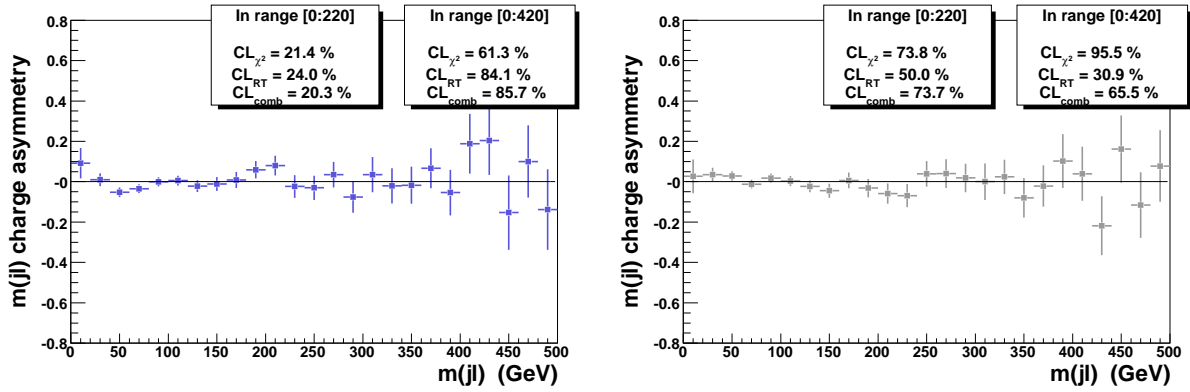 In range [0:220]
CLχ² = 21.4 %
CLRT = 24.0 %
CLcomb = 20.3 %
In range [0:420]
CLχ² = 61.3 %
CLRT = 84.1 %
CLcomb = 85.7 %
m(jl) charge asymmetry
0.8
0.6
0.4
0.2
-0
-0.2
-0.4
-0.6
-0.8
0 50 100 150 200 250 300 350 400 450 500
m(jl) (GeV)
In range [0:220]
CLχ² = 73.8 %
CLRT = 50.0 %
CLcomb = 73.7 %
In range [0:420]
CLχ² = 95.5 %
CLRT = 30.9 %
CLcomb = 65.5 %
m(jl) charge asymmetry
0.8
0.6
0.4
0.2
-0
-0.2
-0.4
-0.6
-0.8
0 50 100 150 200 250 300 350 400 450 500
m(jl) (GeV)